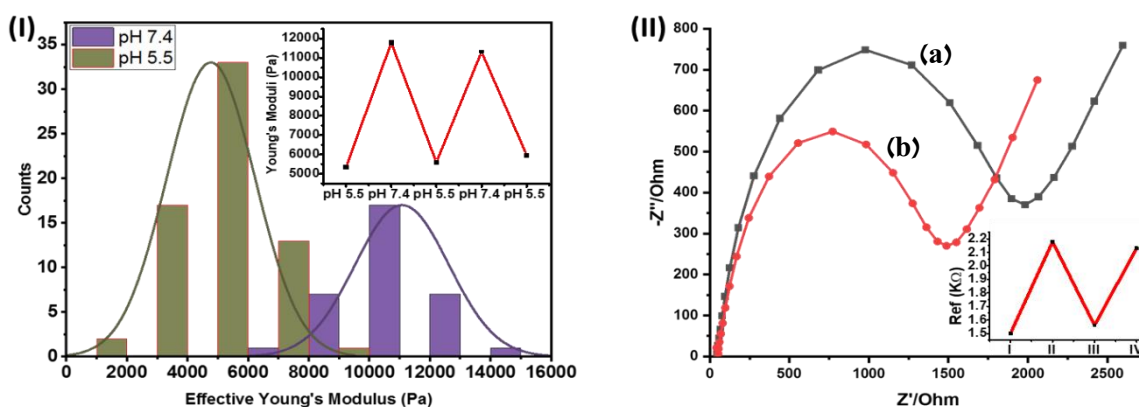 (I)
pH 7.4
pH 5.5
Counts
35
30
25
20
15
10
5
0
0 2000 4000 6000 8000 10000 12000 14000 16000
Effective Young's Modulus (Pa)
Young's Moduli (Pa)
12000
11000
10000
9000
8000
7000
6000
5000
pH 5.5 pH 7.4 pH 5.5 pH 7.4 pH 5.5
(II)
-Z''/Ohm
800
700
600
500
400
300
200
100
0
0 500 1000 1500 2000 2500
Z'/Ohm
(a)
(b)
Ref (KΩ)
2.2
2.1
2.0
1.9
1.8
1.7
1.6
1.5
I II III IV